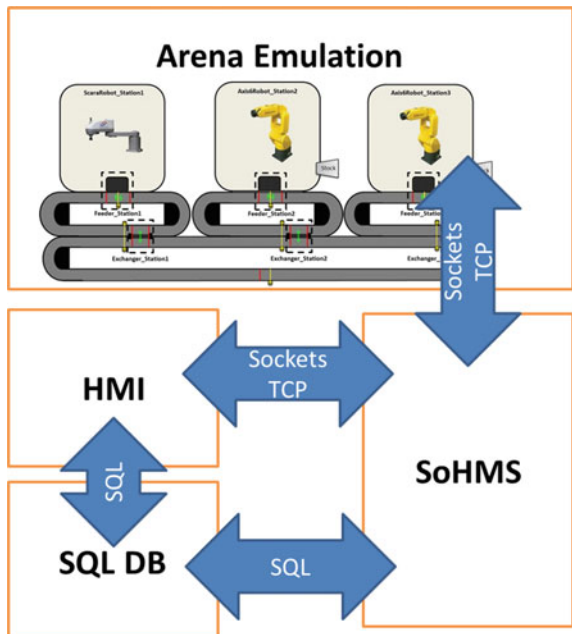 Arena Emulation
ScaraRobot_Station1
Axis6Robot_Station2
Axis6Robot_Station3
Stock
Feeder_Station1
Feeder_Station2
Exchanger_Station1
Exchanger_Station2
Sockets
TCP
HMI
Sockets
TCP
SoHMS
SQL
SQL DB
SQL